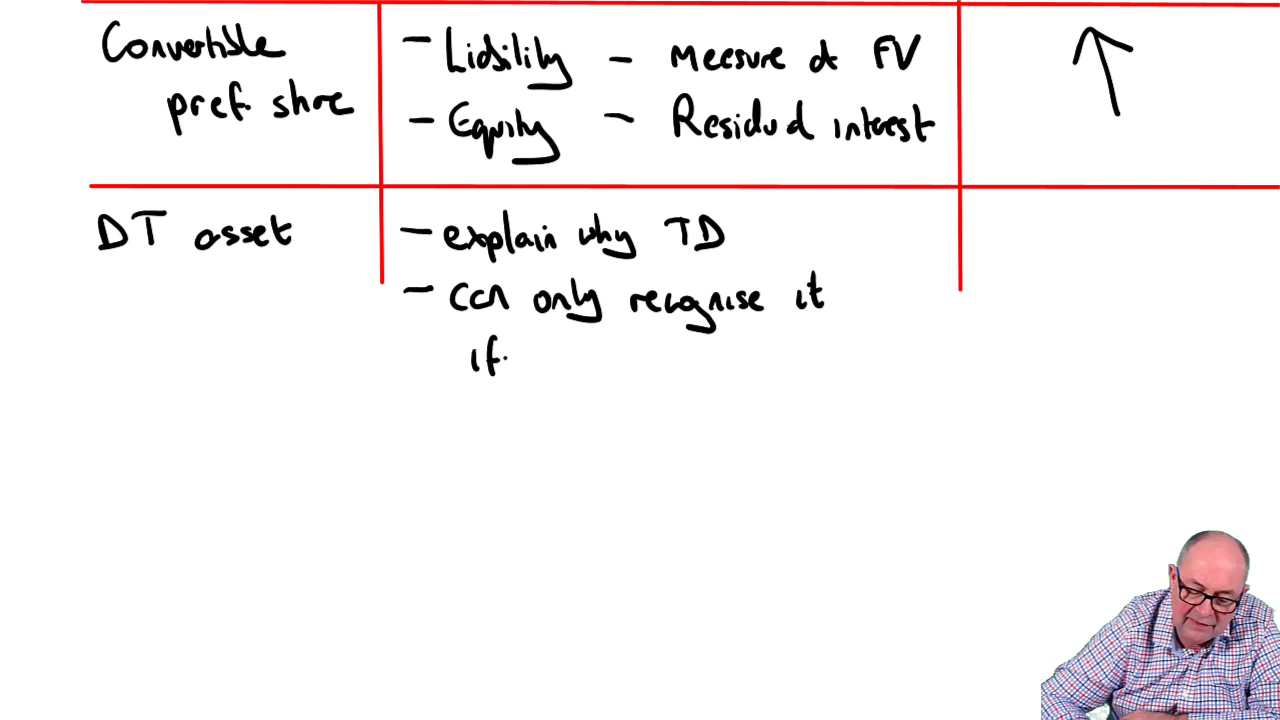 Convertible
pref. share
- Liability - Measure at FV
- Equity - Residual interest
DT asset
- explain why TD
- can only recognise it
if.